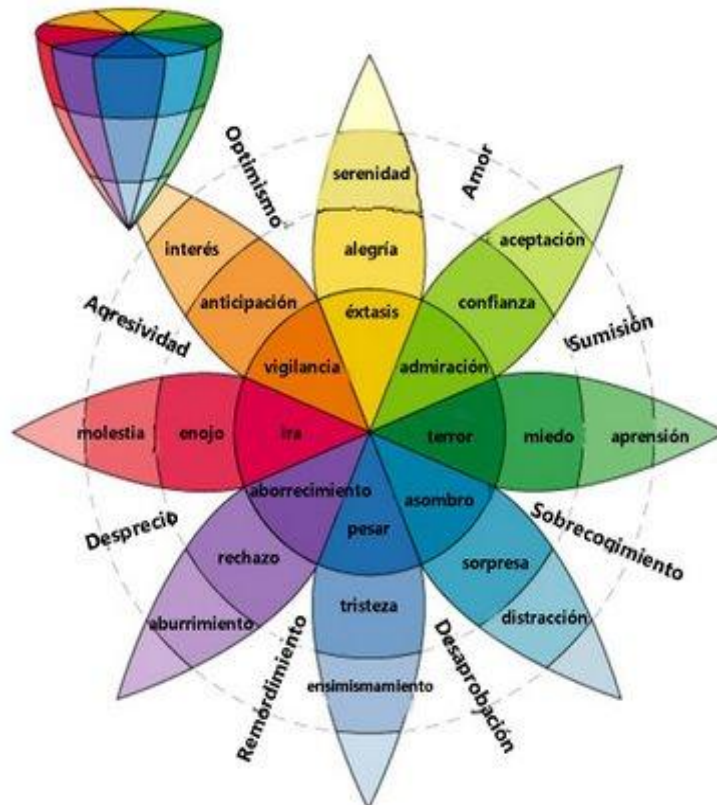 Optimismo
serenidad
Amor
interés
alegría
aceptación
anticipación
éxtasis
confianza
Agresividad
vigilancia
admiración
Sumisión
molestia
enojo
ira
terror
miedo
aprensión
aborrecimiento
asombro
Desprecio
pesar
Sobrecogimiento
rechazo
sorpresa
aburrimiento
tristeza
distracción
Remordimiento
ensimismamiento
Desaprobación